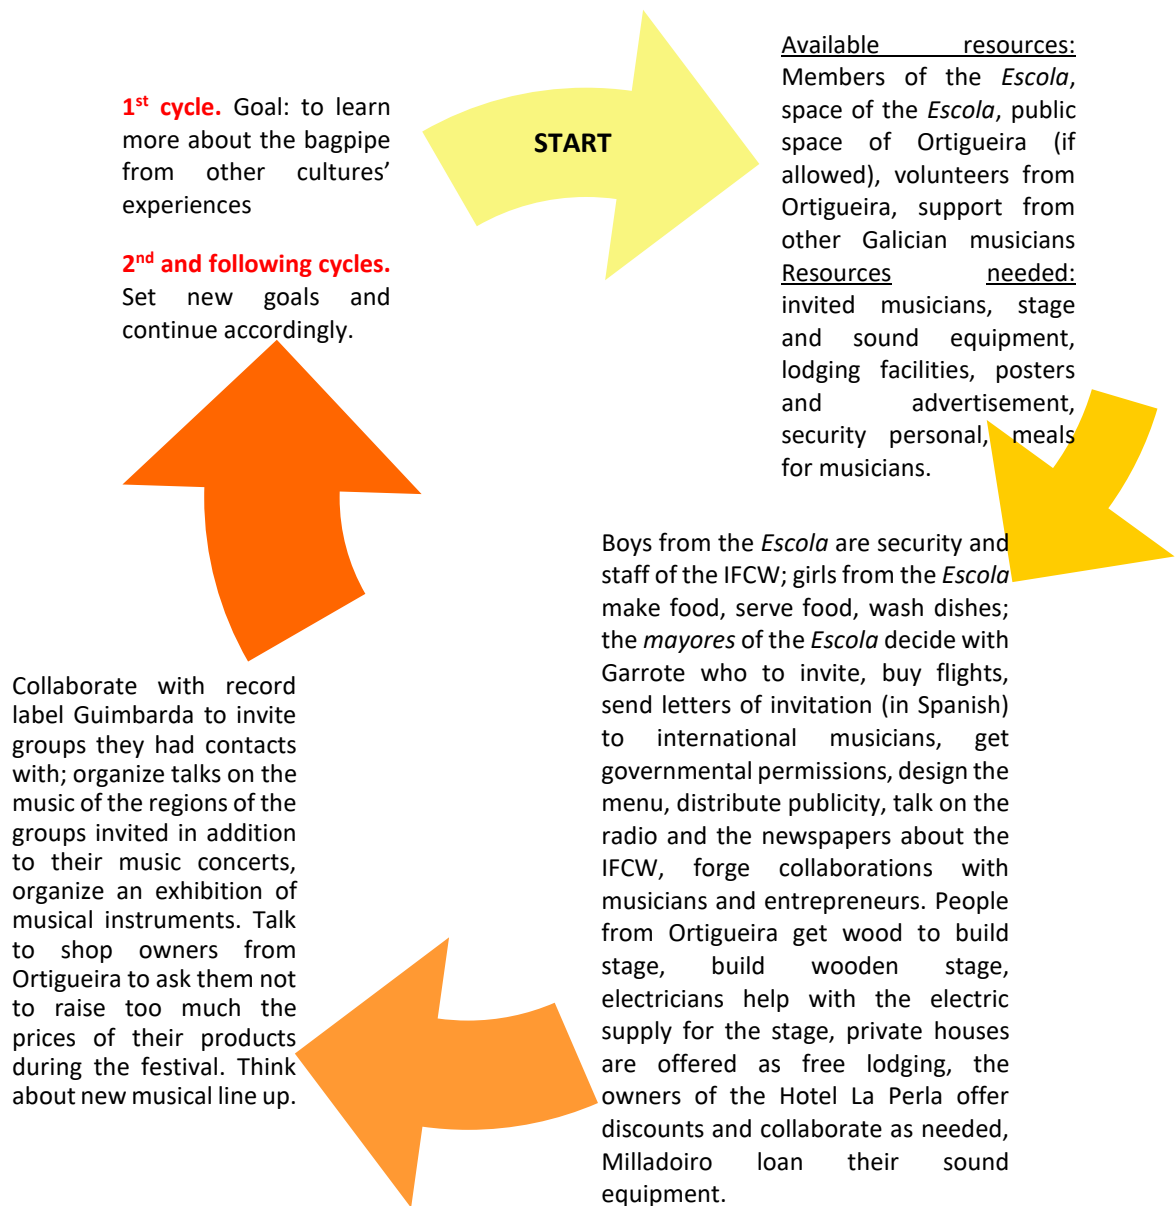 1st cycle. Goal: to learn
more about the bagpipe
from other cultures’
experiences
2nd and following cycles.
Set new goals and
continue accordingly.
START
Available resources:
Members of the Escola,
space of the Escola, public
space of Ortigueira (if
allowed), volunteers from
Ortigueira, support from
other Galician musicians
Resources needed:
invited musicians, stage
and sound equipment,
lodging facilities, posters
and advertisement,
security personal, meals
for musicians.
Boys from the Escola are security and
staff of the IFCW; girls from the Escola
make food, serve food, wash dishes;
the mayores of the Escola decide with
Garrote who to invite, buy flights,
send letters of invitation (in Spanish)
to international musicians, get
governmental permissions, design the
menu, distribute publicity, talk on the
radio and the newspapers about the
IFCW, forge collaborations with
musicians and entrepreneurs. People
from Ortigueira get wood to build
stage, build wooden stage,
electricians help with the electric
supply for the stage, private houses
are offered as free lodging, the
owners of the Hotel La Perla offer
discounts and collaborate as needed,
Milladoiro loan their sound
equipment.
Collaborate with record
label Guimbarda to invite
groups they had contacts
with; organize talks on the
music of the regions of the
groups invited in addition
to their music concerts,
organize an exhibition of
musical instruments. Talk
to shop owners from
Ortigueira to ask them not
to raise too much the
prices of their products
during the festival. Think
about new musical line up.